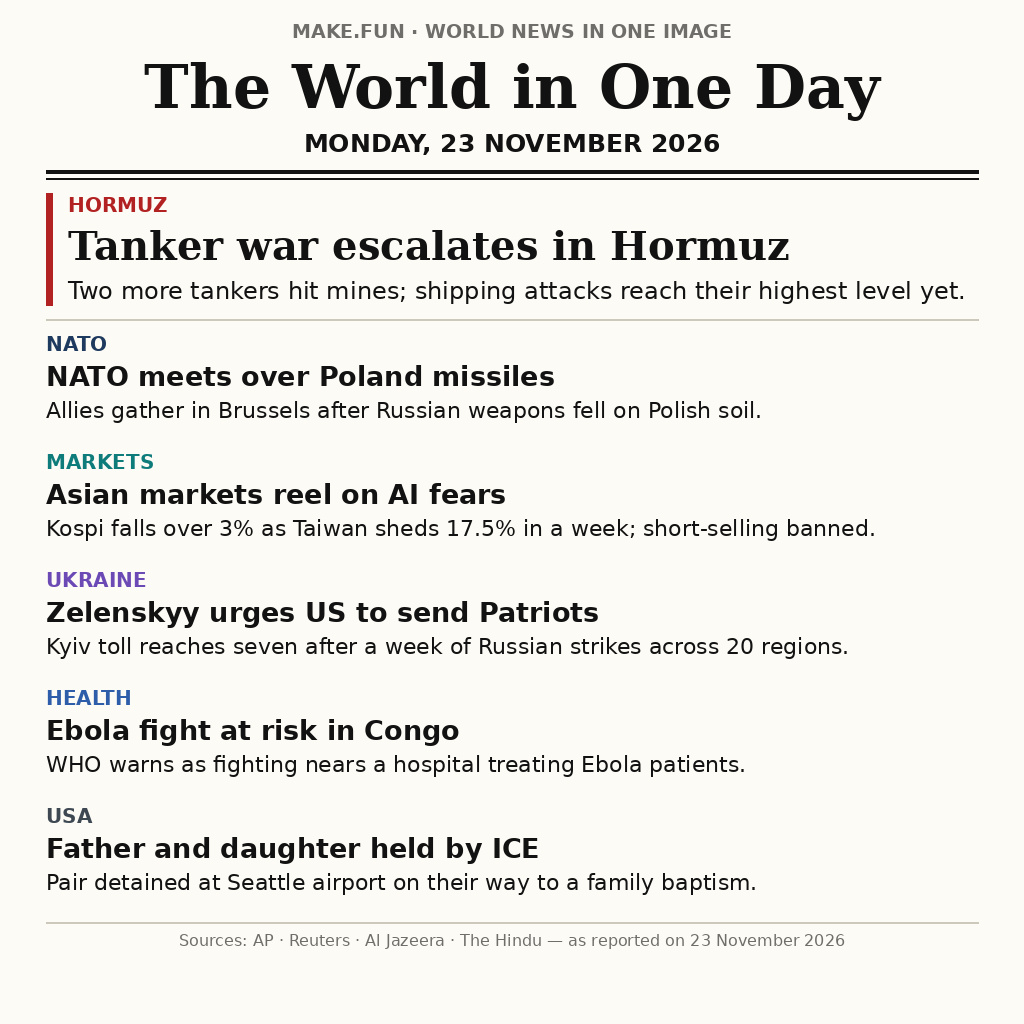 MAKE.FUN · WORLD NEWS IN ONE IMAGE
The World in One Day
MONDAY, 23 NOVEMBER 2026
HORMUZ
Tanker war escalates in Hormuz
Two more tankers hit mines; shipping attacks reach their highest level yet.
NATO
NATO meets over Poland missiles
Allies gather in Brussels after Russian weapons fell on Polish soil.
MARKETS
Asian markets reel on AI fears
Kospi falls over 3% as Taiwan sheds 17.5% in a week; short-selling banned.
UKRAINE
Zelenskyy urges US to send Patriots
Kyiv toll reaches seven after a week of Russian strikes across 20 regions.
HEALTH
Ebola fight at risk in Congo
WHO warns as fighting nears a hospital treating Ebola patients.
USA
Father and daughter held by ICE
Pair detained at Seattle airport on their way to a family baptism.
Sources: AP · Reuters · Al Jazeera · The Hindu — as reported on 23 November 2026